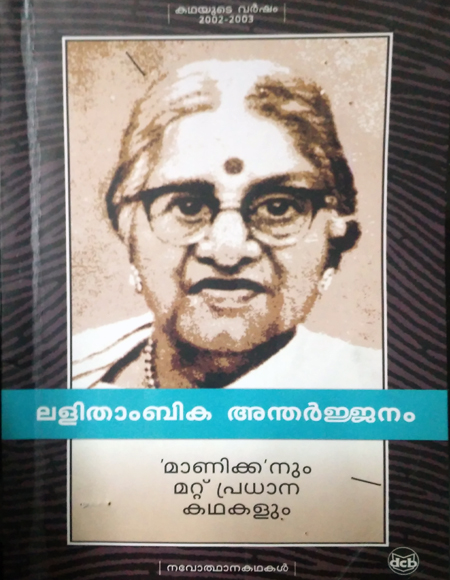 കഥയുടെ വർഷം
2002-2003
ലളിതാംബിക അന്തർജ്ജനം
'മാണിക്ക'നും
മറ്റ് പ്രധാന
കഥകളും
നവോത്ഥാനകഥകൾ
dcb